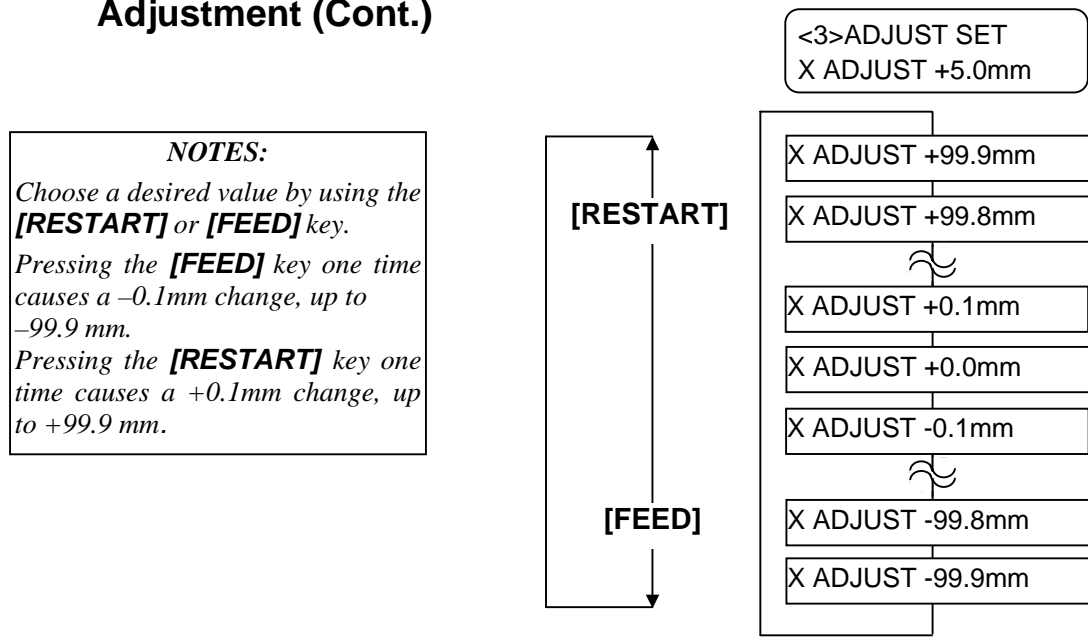 Adjustment (Cont.)
<3>ADJUST SET
X ADJUST +5.0mm
NOTES:
Choose a desired value by using the
[RESTART] or [FEED] key.
Pressing the [FEED] key one time
causes a –0.1mm change, up to
–99.9 mm.
Pressing the [RESTART] key one
time causes a +0.1mm change, up
to +99.9 mm.
[RESTART]
[FEED]
X ADJUST +99.9mm
X ADJUST +99.8mm
X ADJUST +0.1mm
X ADJUST +0.0mm
X ADJUST -0.1mm
X ADJUST -99.8mm
X ADJUST -99.9mm